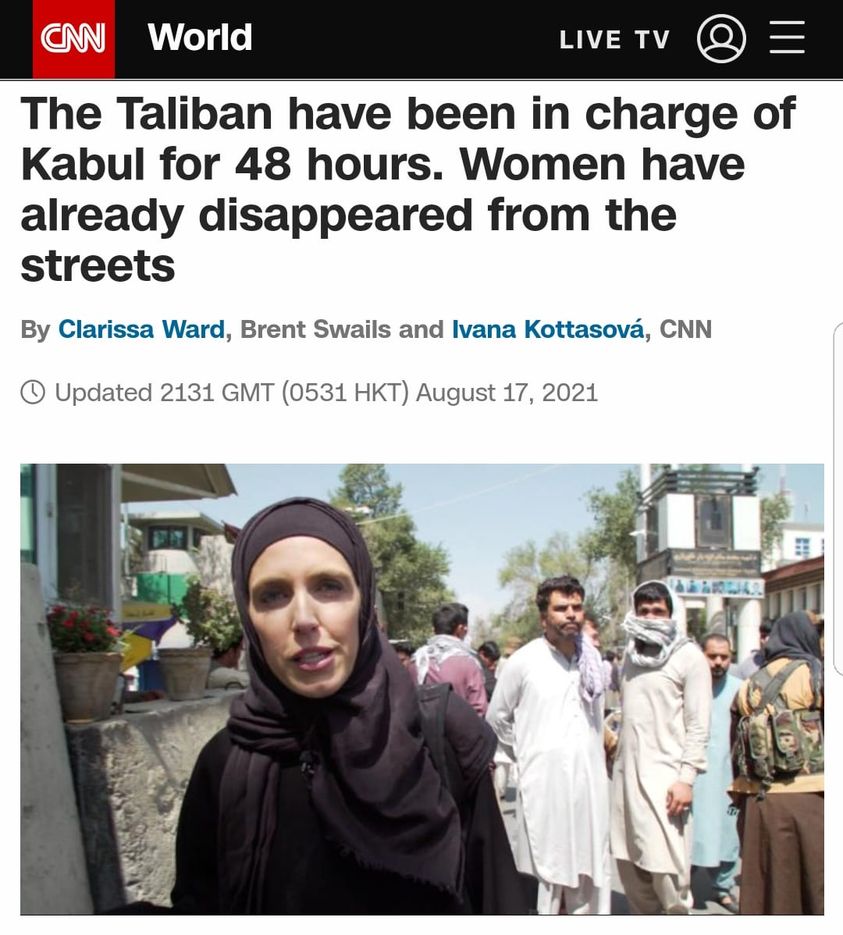 CNN World LIVE TV
The Taliban have been in charge of
Kabul for 48 hours. Women have
already disappeared from the
streets
By Clarissa Ward, Brent Swails and Ivana Kottasová, CNN
Updated 2131 GMT (0531 HKT) August 17, 2021